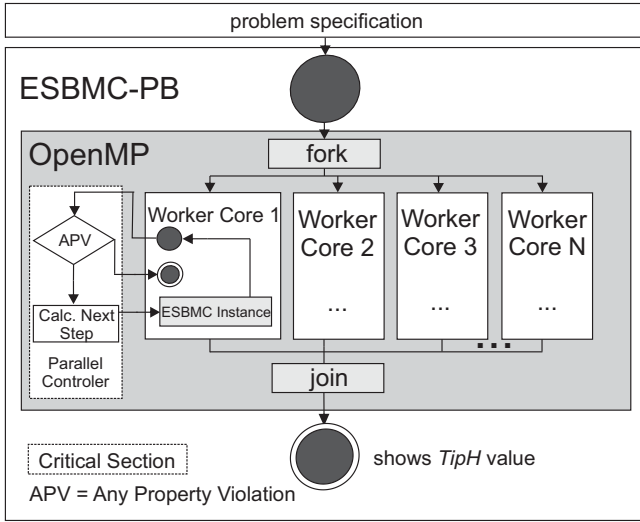 problem specification
ESBMC-PB
OpenMP
fork
Worker Core 1
APV
ESBMC Instance
Calc. Next
Step
Parallel
Controler
Worker
Core 2
...
Worker
Core 3
...
Worker
Core N
...
...
join
Critical Section
shows TipH value
APV = Any Property Violation